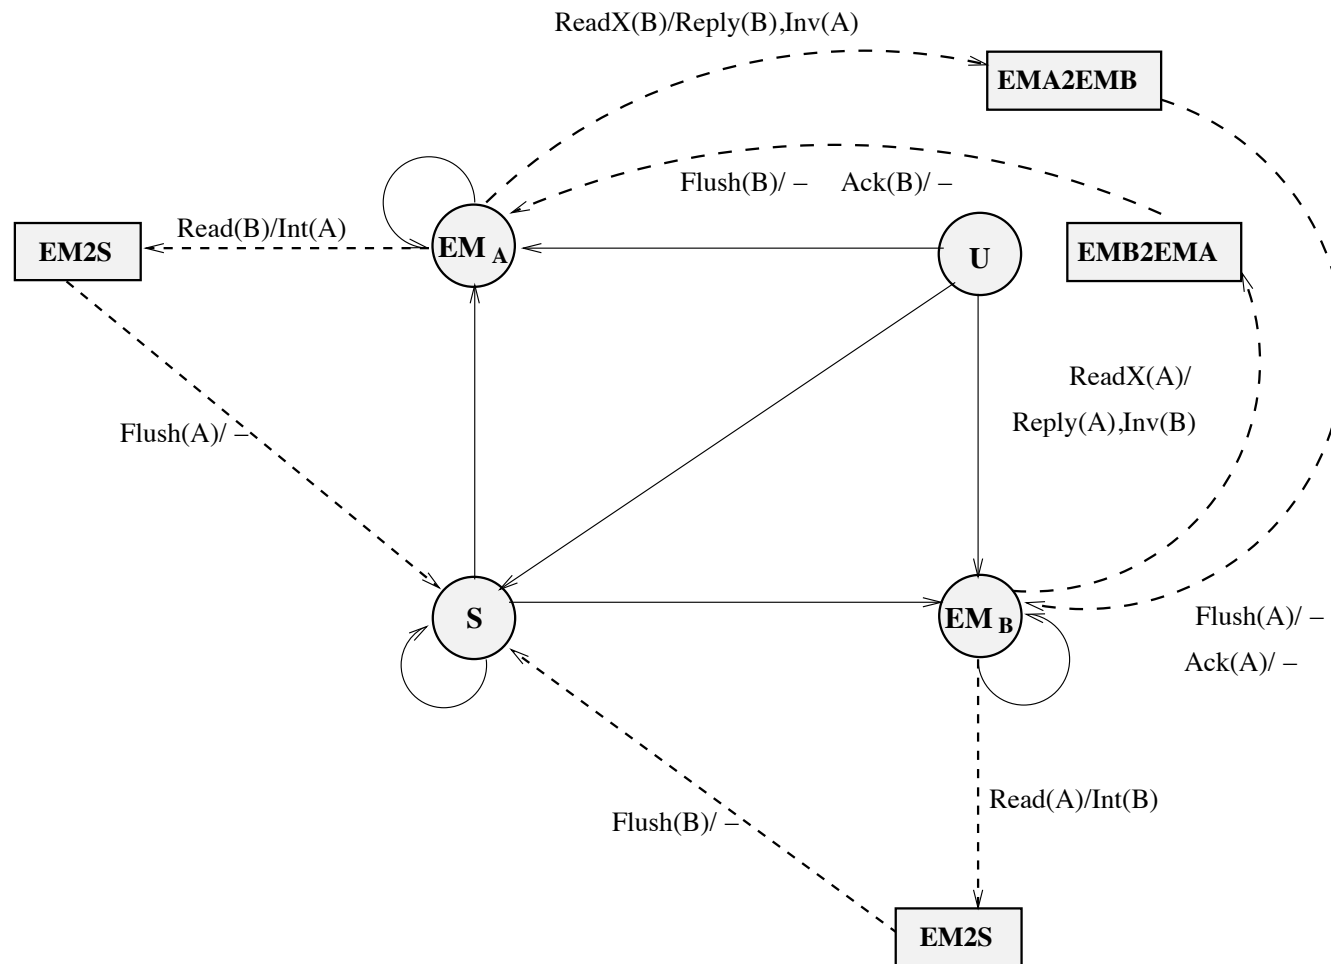 ReadX(B)/Reply(B),Inv(A)
EMA2EMB
Flush(B)/ – Ack(B)/ –
Read(B)/Int(A)
EM2S
EM A
U
EMB2EMA
ReadX(A)/
Reply(A),Inv(B)
Flush(A)/ –
S
EM B
Flush(A)/ –
Ack(A)/ –
Read(A)/Int(B)
Flush(B)/ –
EM2S